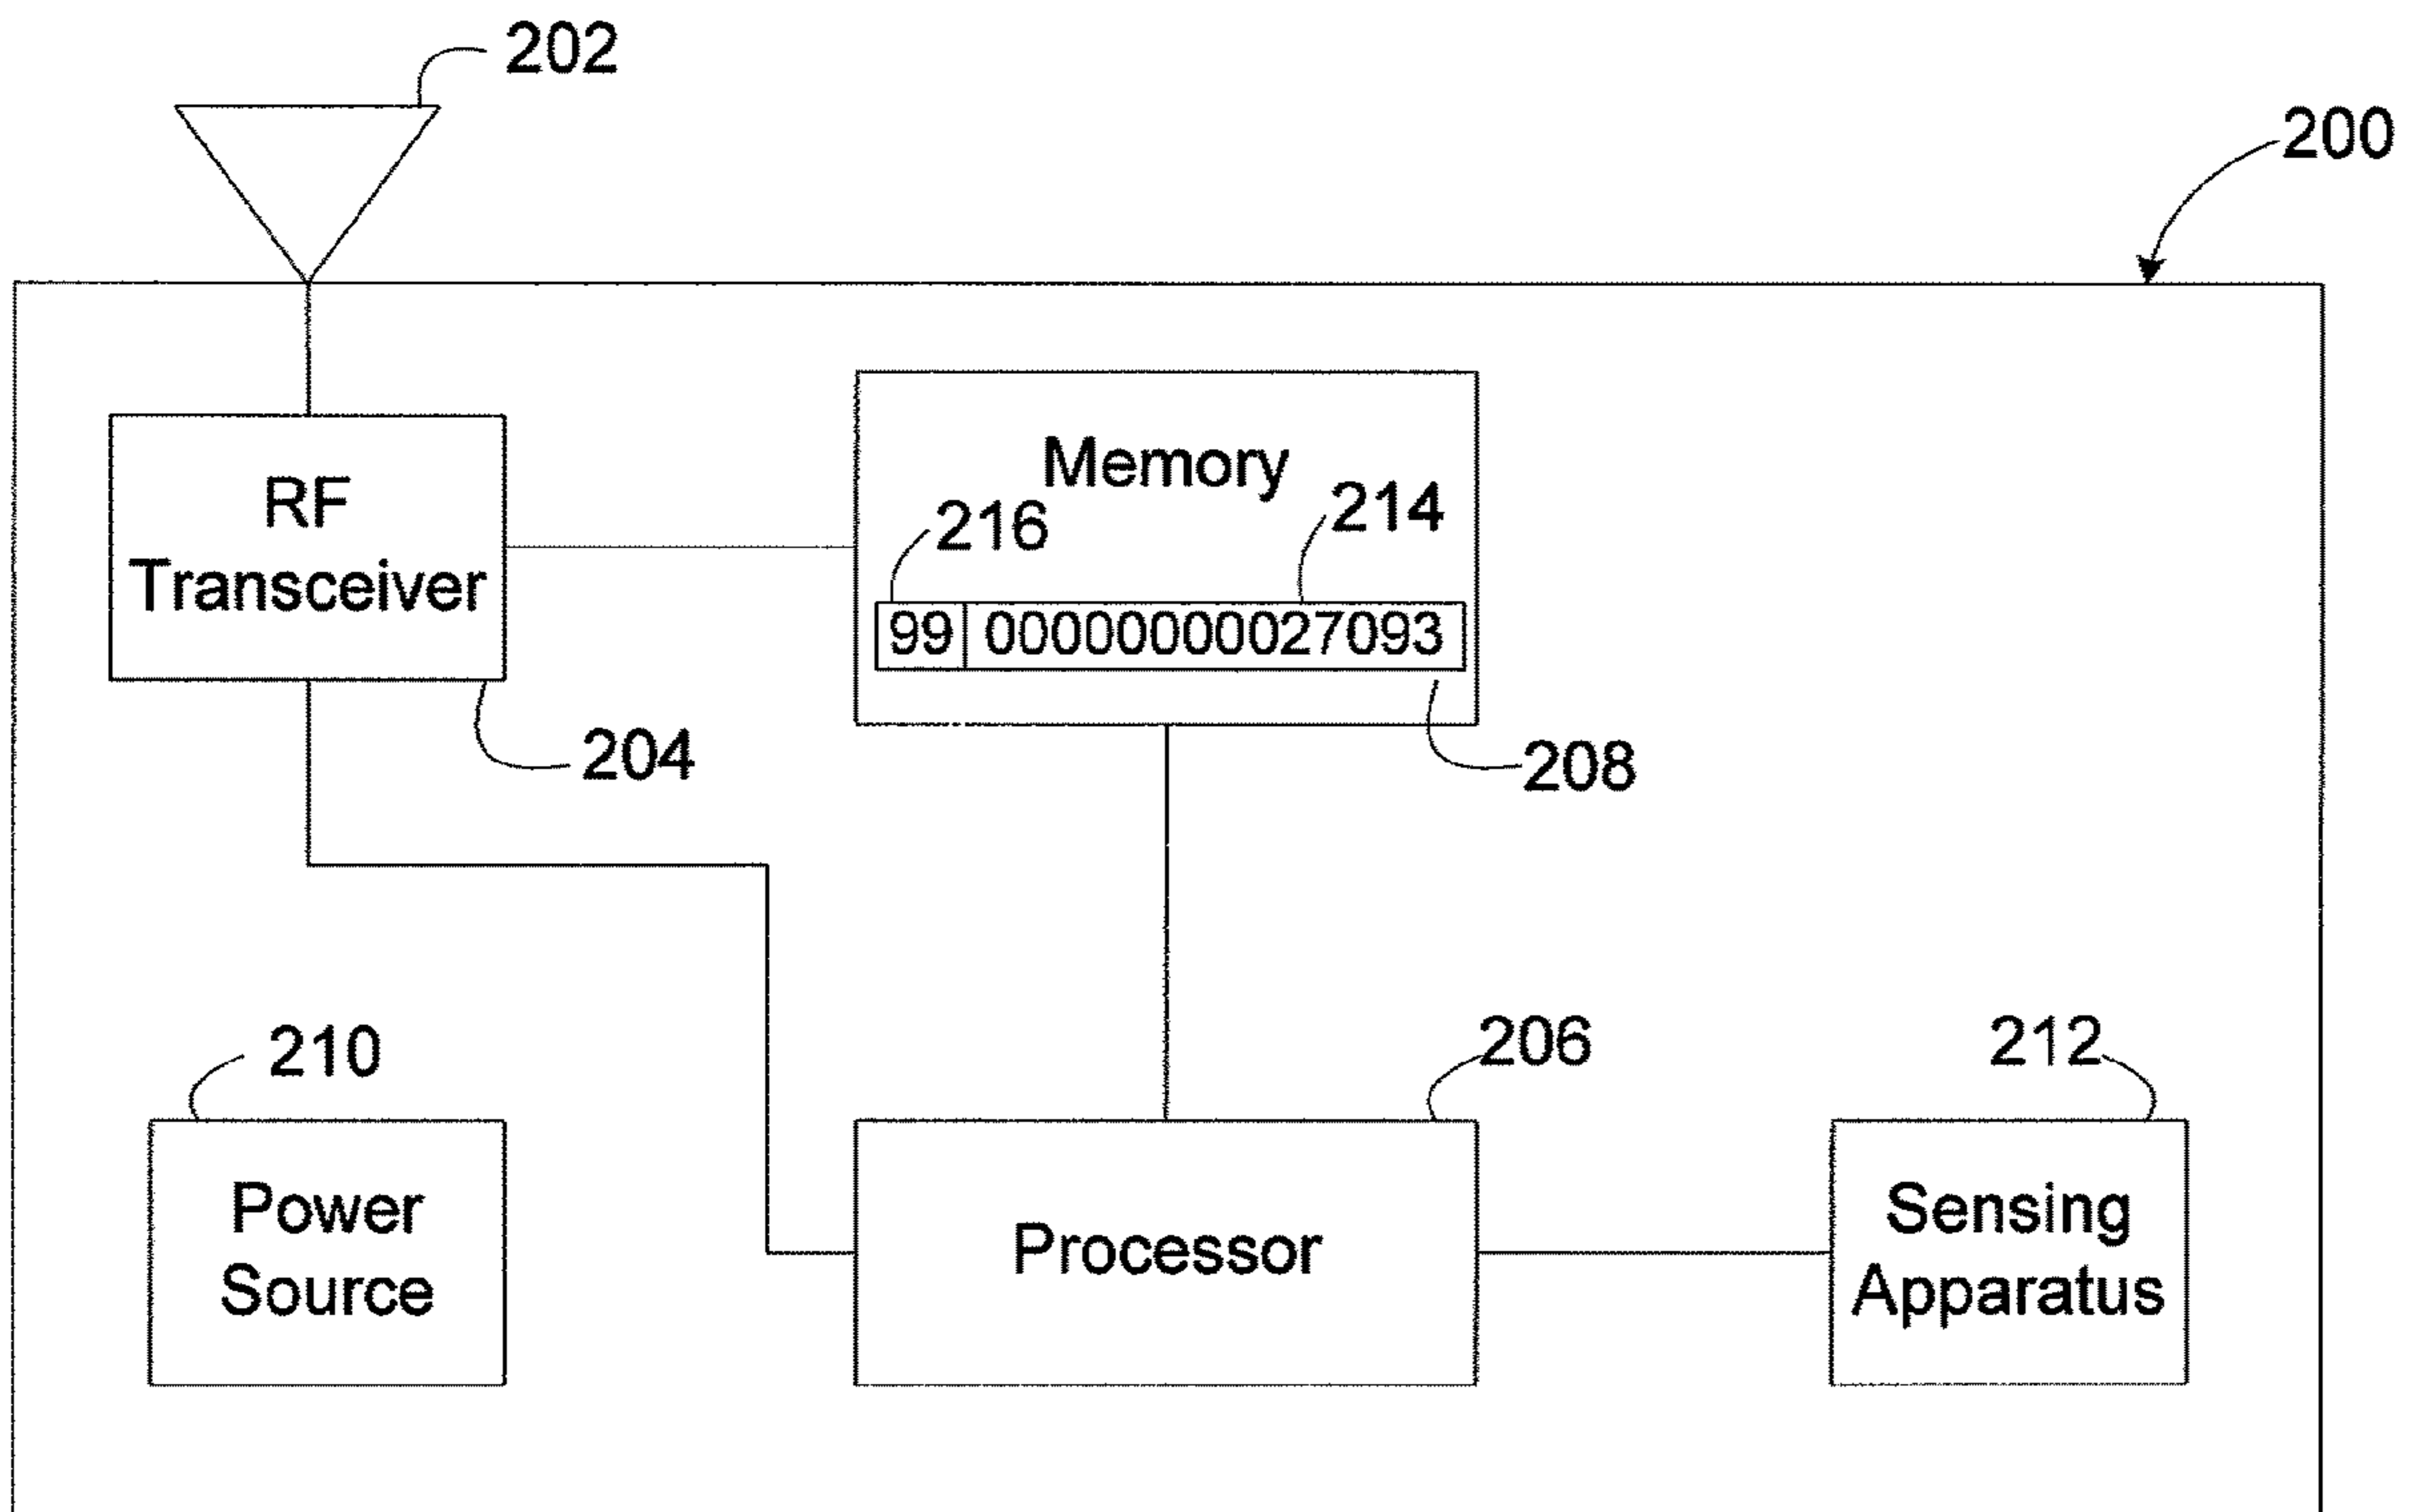 202
200
RF
Transceiver
Memory
216
214
99 00000000027093
204
208
210
206
212
Power
Source
Processor
Sensing
Apparatus